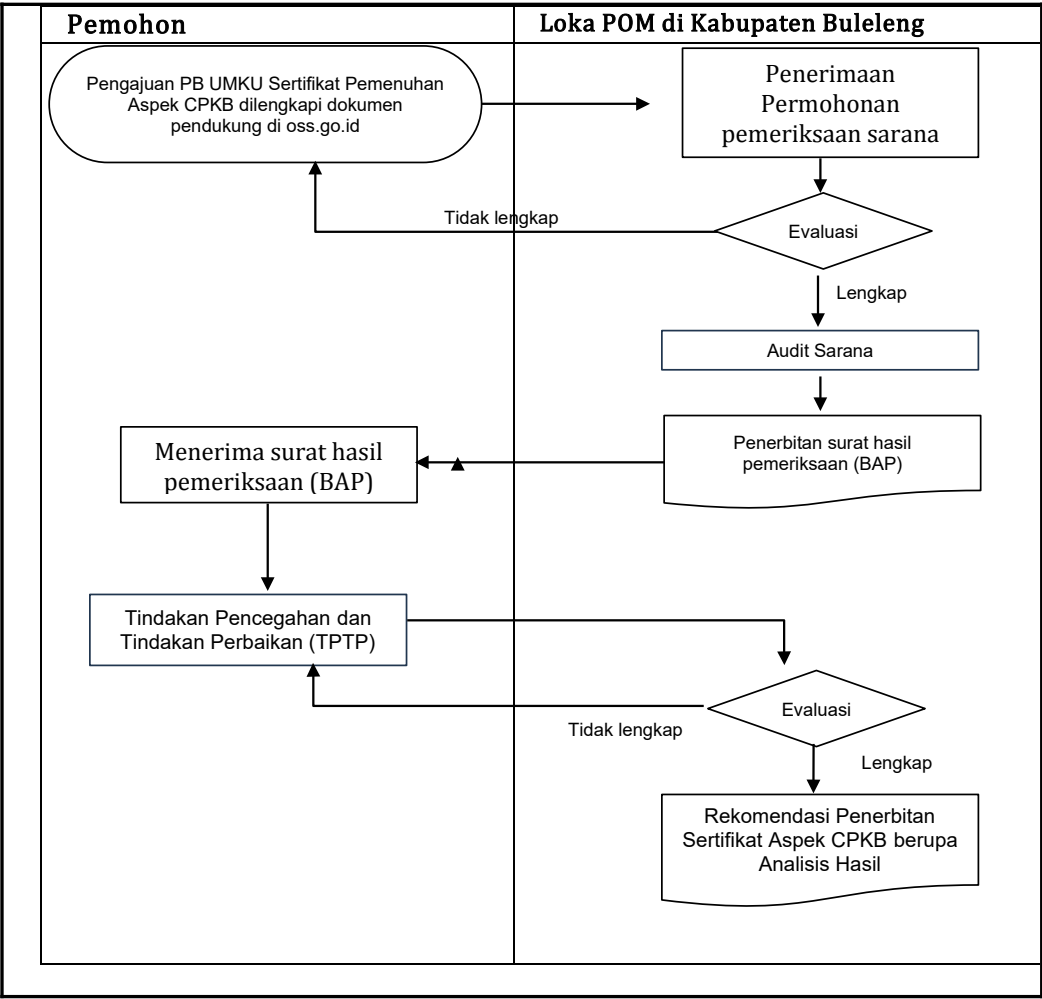 Pemohon
Loka POM di Kabupaten Buleleng
Pengajuan PB UMKU Sertifikat Pemenuhan
Aspek CPKB dilengkapi dokumen
pendukung di oss.go.id
Penerimaan
Permohonan
pemeriksaan sarana
Tidak lengkap
Evaluasi
Lengkap
Audit Sarana
Penerbitan surat hasil
pemeriksaan (BAP)
Menerima surat hasil
pemeriksaan (BAP)
Tindakan Pencegahan dan
Tindakan Perbaikan (TPTP)
Evaluasi
Tidak lengkap
Lengkap
Rekomendasi Penerbitan
Sertifikat Aspek CPKB berupa
Analisis Hasil